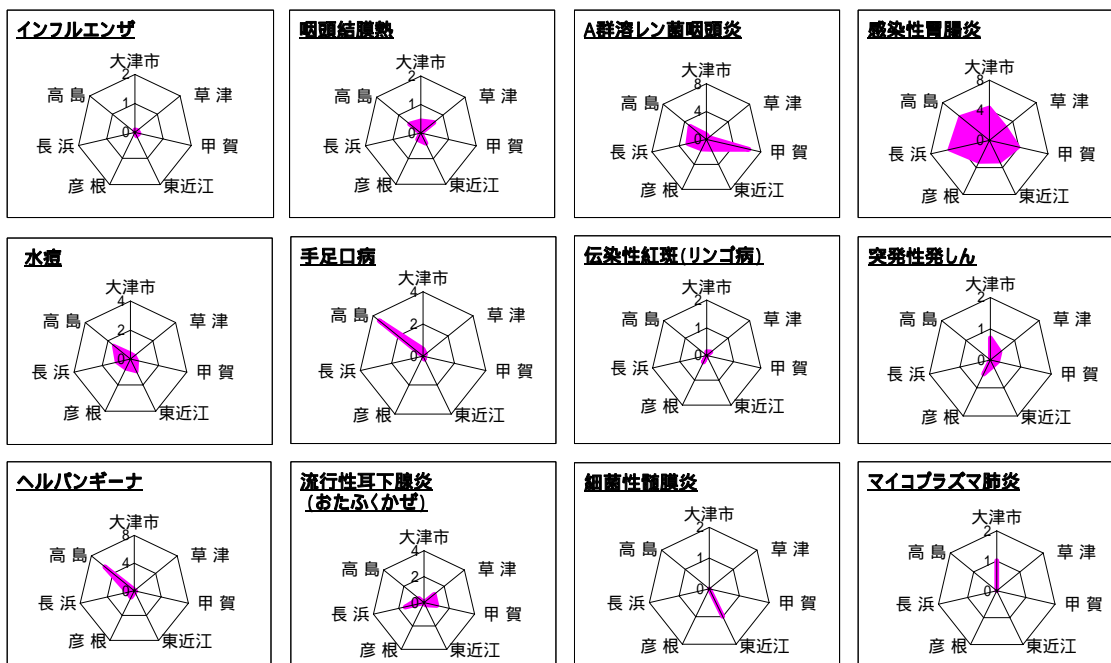 インフルエンザ
大津市
2
高 島
草 津
1
0
長 浜
甲 賀
彦 根
東近江
咽頭結膜熱
大津市
2
高 島
草 津
1
0
長 浜
甲 賀
彦 根
東近江
A群溶レン菌咽頭炎
大津市
8
高 島
草 津
4
0
長 浜
甲 賀
彦 根
東近江
感染性胃腸炎
大津市
8
高 島
草 津
4
0
長 浜
甲 賀
彦 根
東近江
水痘
大津市
4
高 島
草 津
2
0
長 浜
甲 賀
彦 根
東近江
手足口病
大津市
4
高 島
草 津
2
0
長 浜
甲 賀
彦 根
東近江
伝染性紅斑(リンゴ病)
大津市
2
高 島
草 津
1
0
長 浜
甲 賀
彦 根
東近江
突発性発しん
大津市
2
高 島
草 津
1
0
長 浜
甲 賀
彦 根
東近江
ヘルパンギーナ
大津市
8
高 島
草 津
4
0
長 浜
甲 賀
彦 根
東近江
流行性耳下腺炎
(おたふくかぜ)
大津市
4
高 島
草 津
2
0
長 浜
甲 賀
彦 根
東近江
細菌性髄膜炎
大津市
2
高 島
草 津
1
0
長 浜
甲 賀
彦 根
東近江
マイコプラズマ肺炎
大津市
2
高 島
草 津
1
0
長 浜
甲 賀
彦 根
東近江